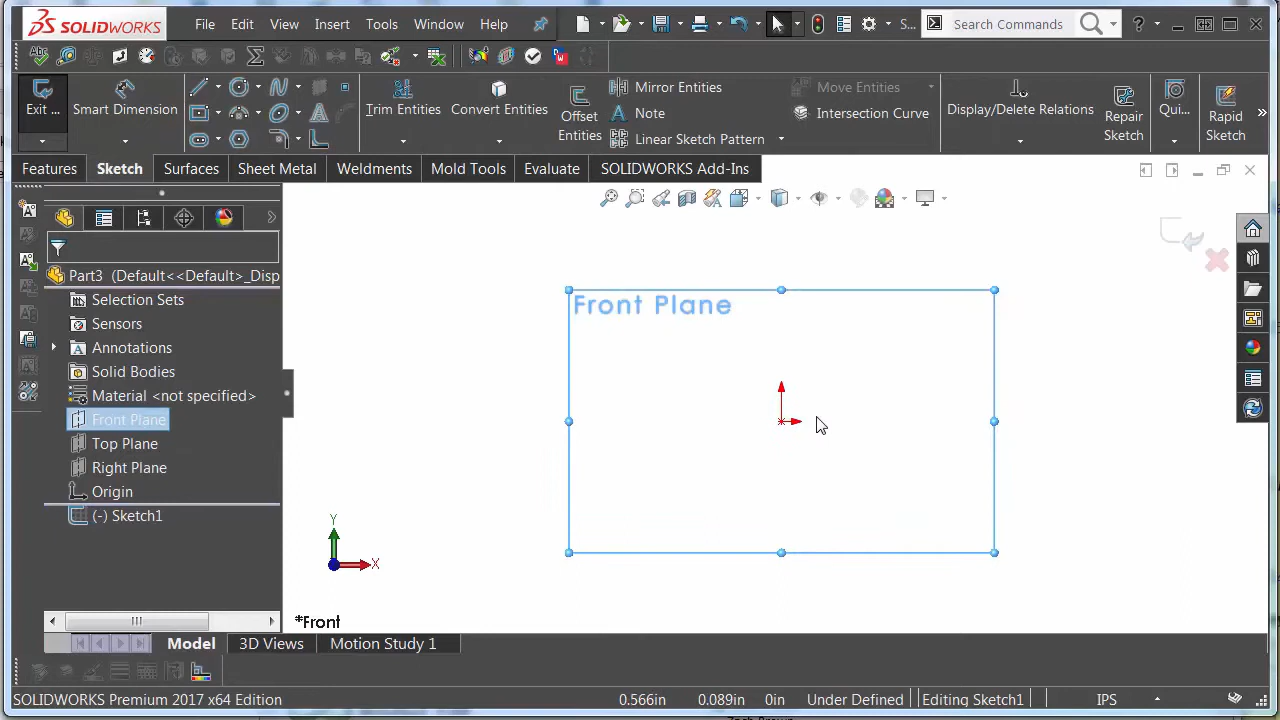 SOLIDWORKS File Edit View Insert Tools Window Help S... Search Commands ?
Abc
Exit ... Smart Dimension Trim Entities Convert Entities Offset Entities Mirror Entities Note Linear Sketch Pattern Move Entities Intersection Curve Display/Delete Relations Repair Sketch Qui... Rapid Sketch
Features Sketch Surfaces Sheet Metal Weldments Mold Tools Evaluate SOLIDWORKS Add-Ins
Part3 (Default<<Default>_Disp
Selection Sets
Front Plane
Sensors
Annotations
Solid Bodies
Material <not specified>
Front Plane
Top Plane
Right Plane
Origin
(-) Sketch1
Y
X
*Front
Model 3D Views Motion Study 1
SOLIDWORKS Premium 2017 x64 Edition 0.566in 0.089in 0in Under Defined Editing Sketch1 IPS